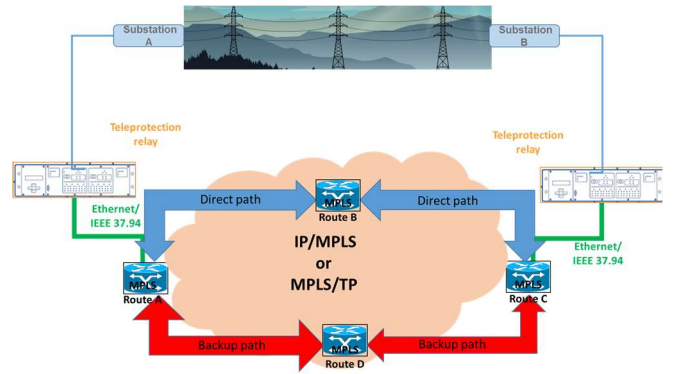 Substation
A
Substation
B
Teleprotection
relay
Teleprotection
relay
Ethernet/
IEEE 37.94
Direct path
MPLS
Route B
Direct path
Ethernet/
IEEE 37.94
IP/MPLS
or
MPLS/TP
MPLS
Route A
MPLS
Route C
Backup path
MPLS
Route D
Backup path